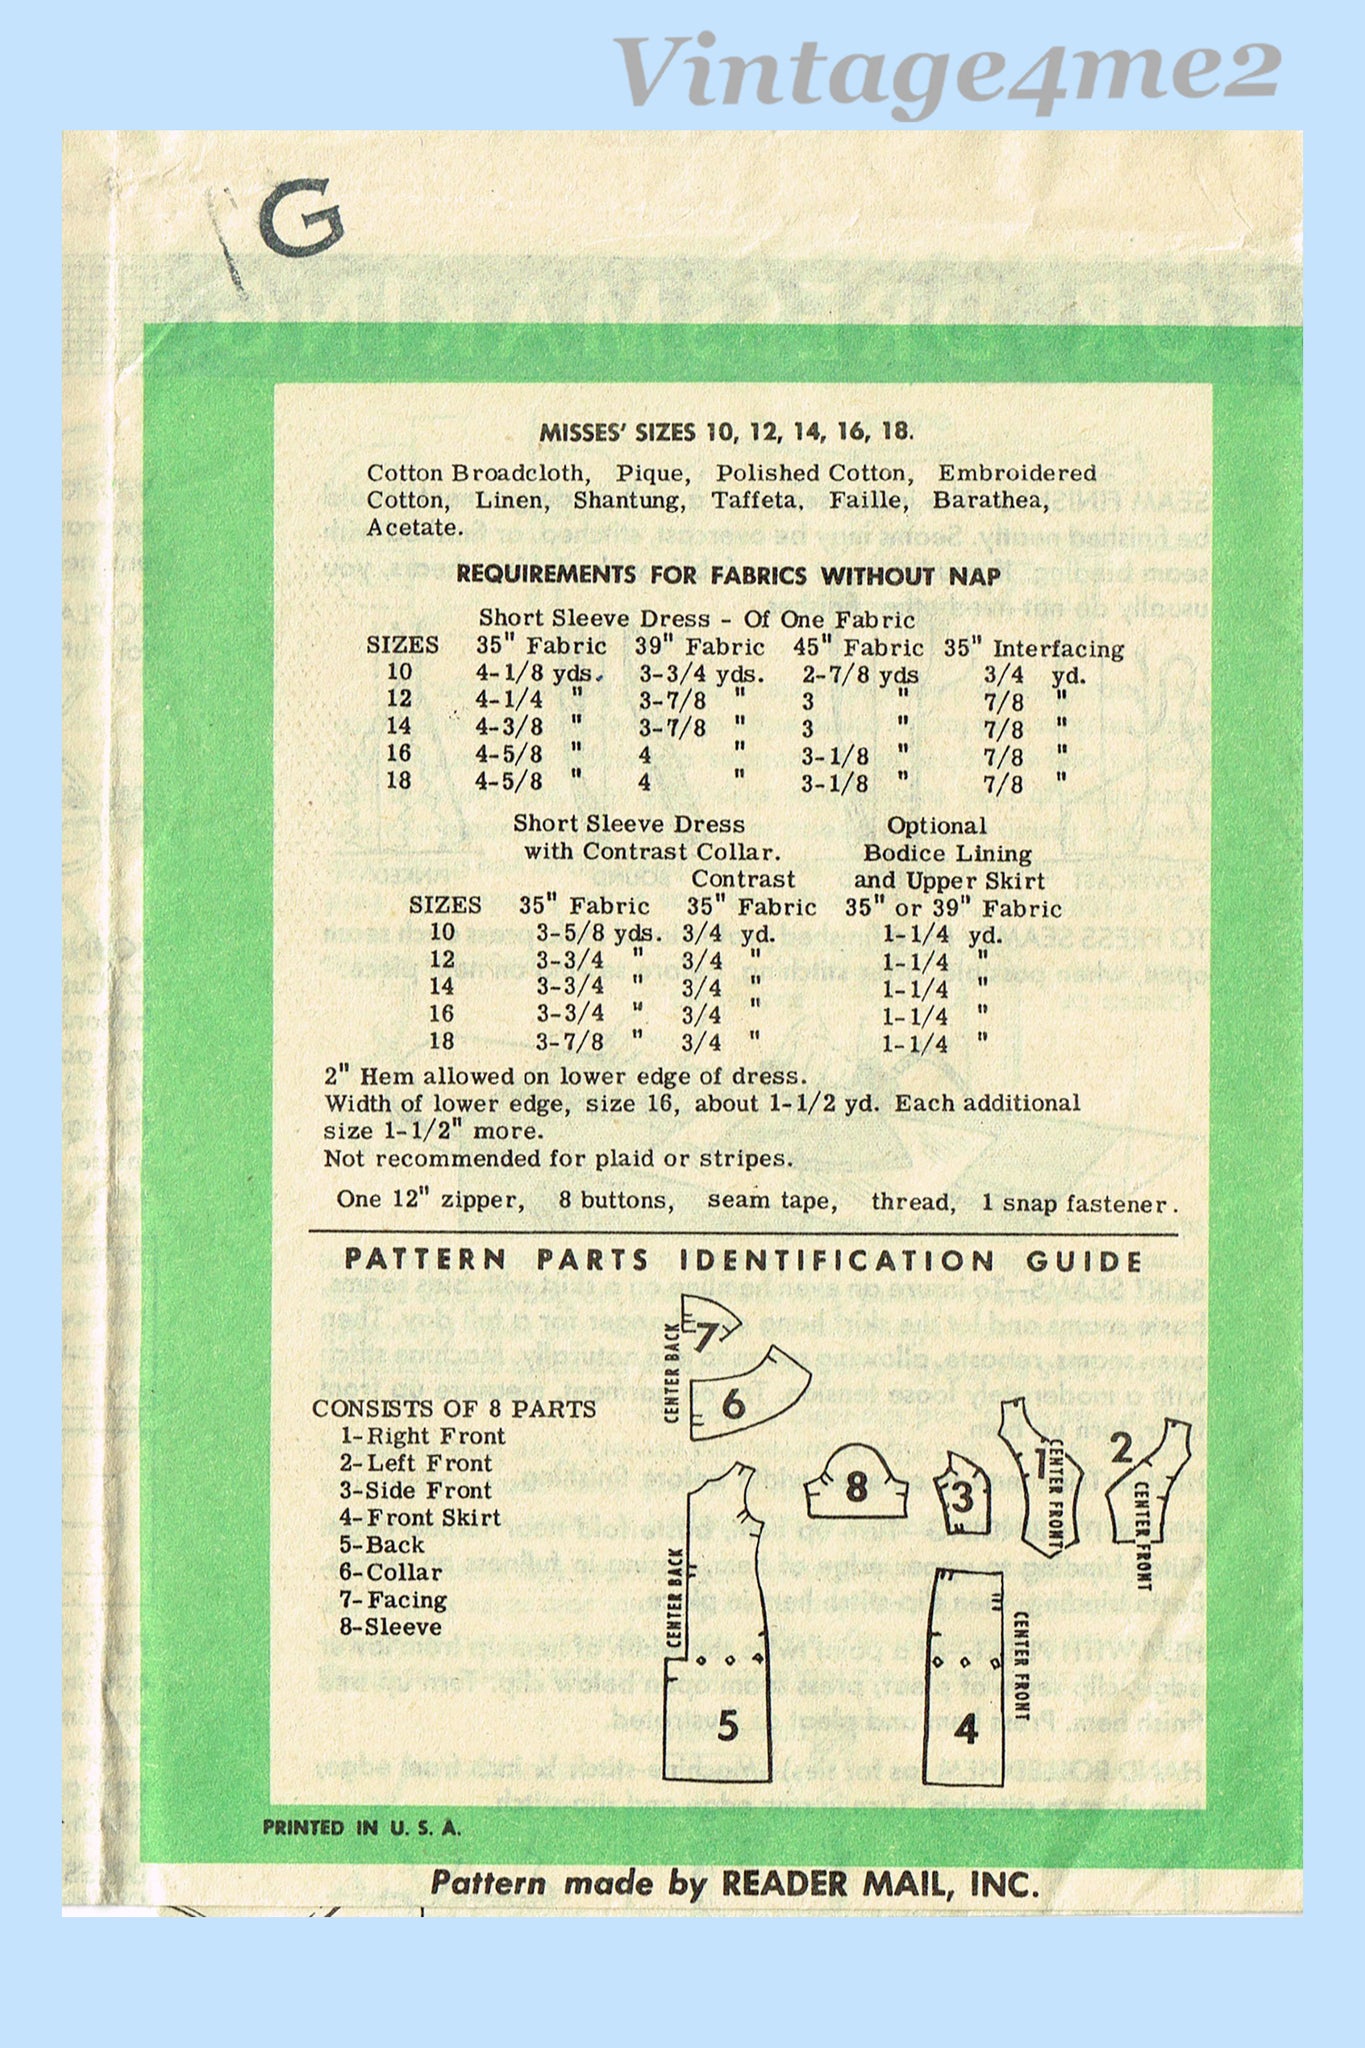 Vintage4me2
G
MISSES' SIZES 10, 12, 14, 16, 18.
Cotton Broadcloth, Pique, Polished Cotton, Embroidered
Cotton, Linen, Shantung, Taffeta, Faille, Barathea,
Acetate.
REQUIREMENTS FOR FABRICS WITHOUT NAP
Short Sleeve Dress - Of One Fabric
SIZES 35" Fabric 39" Fabric 45" Fabric 35" Interfacing
10 4-1/8 yds. 3-3/4 yds. 2-7/8 yds 3/4 yd.
12 4-1/4 " 3-7/8 " 3 " 7/8 "
14 4-3/8 " 3-7/8 " 3 " 7/8 "
16 4-5/8 " 4 " 3-1/8 " 7/8 "
18 4-5/8 " 4 " 3-1/8 " 7/8 "
Short Sleeve Dress Optional
with Contrast Collar. Bodice Lining
Contrast and Upper Skirt
SIZES 35" Fabric 35" Fabric 35" or 39" Fabric
10 3-5/8 yds. 3/4 yd. 1-1/4 yd.
12 3-3/4 " 3/4 " 1-1/4 "
14 3-3/4 " 3/4 " 1-1/4 "
16 3-3/4 " 3/4 " 1-1/4 "
18 3-7/8 " 3/4 " 1-1/4 "
2" Hem allowed on lower edge of dress.
Width of lower edge, size 16, about 1-1/2 yd. Each additional
size 1-1/2" more.
Not recommended for plaid or stripes.
One 12" zipper, 8 buttons, seam tape, thread, 1 snap fastener.
PATTERN PARTS IDENTIFICATION GUIDE
CONSISTS OF 8 PARTS
1-Right Front
2-Left Front
3-Side Front
4-Front Skirt
5-Back
6-Collar
7-Facing
8-Sleeve
7
CENTER BACK
6
8
3
1
CENTER FRONT
2
CENTER FRONT
CENTER BACK
5
4
CENTER FRONT
PRINTED IN U. S. A.
Pattern made by READER MAIL, INC.